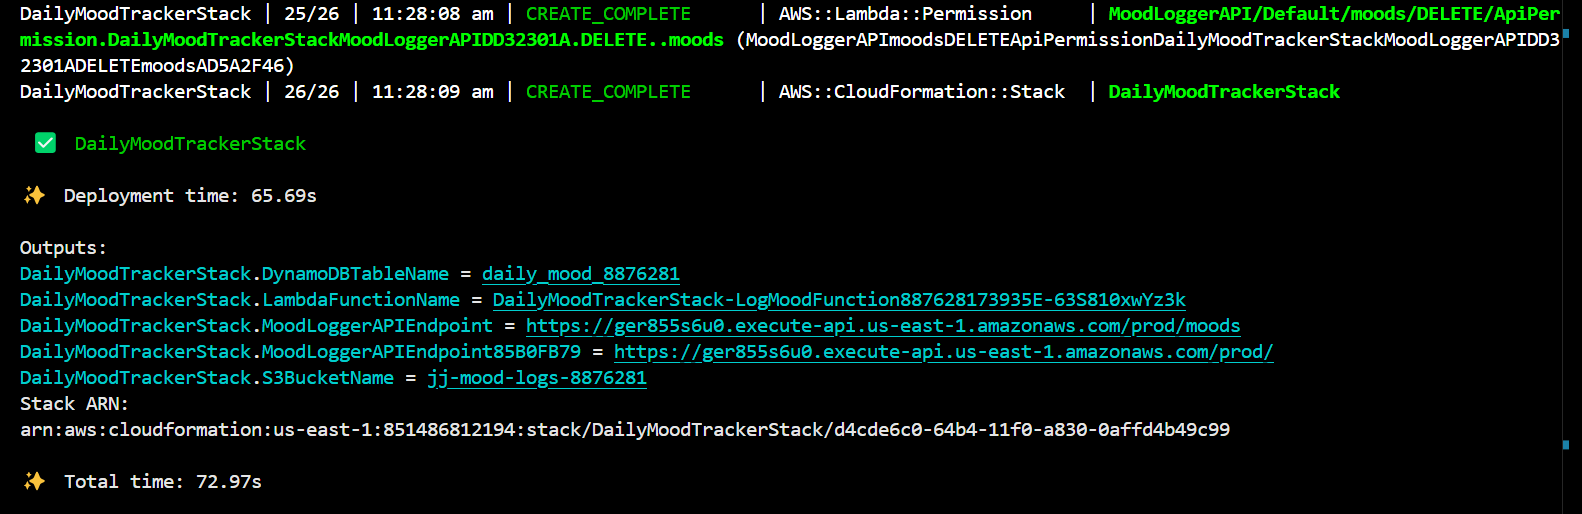 DailyMoodTrackerStack | 25/26 | 11:28:08 am | CREATE_COMPLETE | AWS::Lambda::Permission | MoodLoggerAPI/Default/moods/DELETE/ApiPer
mission.DailyMoodTrackerStackMoodLoggerAPIDD32301A.DELETE..moods (MoodLoggerAPImoodsDELETEApiPermissionDailyMoodTrackerStackMoodLoggerAPIDD3
2301ADELETEmoodsAD5A2F46)
DailyMoodTrackerStack | 26/26 | 11:28:09 am | CREATE_COMPLETE | AWS::CloudFormation::Stack | DailyMoodTrackerStack
✅ DailyMoodTrackerStack
✨ Deployment time: 65.69s
Outputs:
DailyMoodTrackerStack.DynamoDBTableName = daily_mood_8876281
DailyMoodTrackerStack.LambdaFunctionName = DailyMoodTrackerStack-LogMoodFunction887628173935E-63S810xwYz3k
DailyMoodTrackerStack.MoodLoggerAPIEndpoint = https://ger855s6u0.execute-api.us-east-1.amazonaws.com/prod/moods
DailyMoodTrackerStack.MoodLoggerAPIEndpoint85B0FB79 = https://ger855s6u0.execute-api.us-east-1.amazonaws.com/prod/
DailyMoodTrackerStack.S3BucketName = jj-mood-logs-8876281
Stack ARN:
arn:aws:cloudformation:us-east-1:851486812194:stack/DailyMoodTrackerStack/d4cde6c0-64b4-11f0-a830-0affd4b49c99
✨ Total time: 72.97s